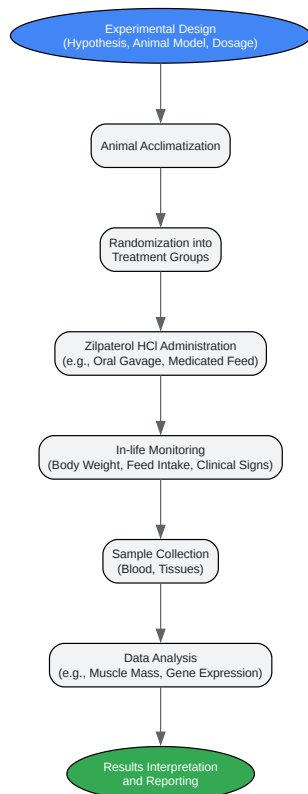 Experimental Design
(Hypothesis, Animal Model, Dosage)
Animal Acclimatization
Randomization into
Treatment Groups
Zilpaterol HCl Administration
(e.g., Oral Gavage, Medicated Feed)
In-life Monitoring
(Body Weight, Feed Intake, Clinical Signs)
Sample Collection
(Blood, Tissues)
Data Analysis
(e.g., Muscle Mass, Gene Expression)
Results Interpretation
and Reporting